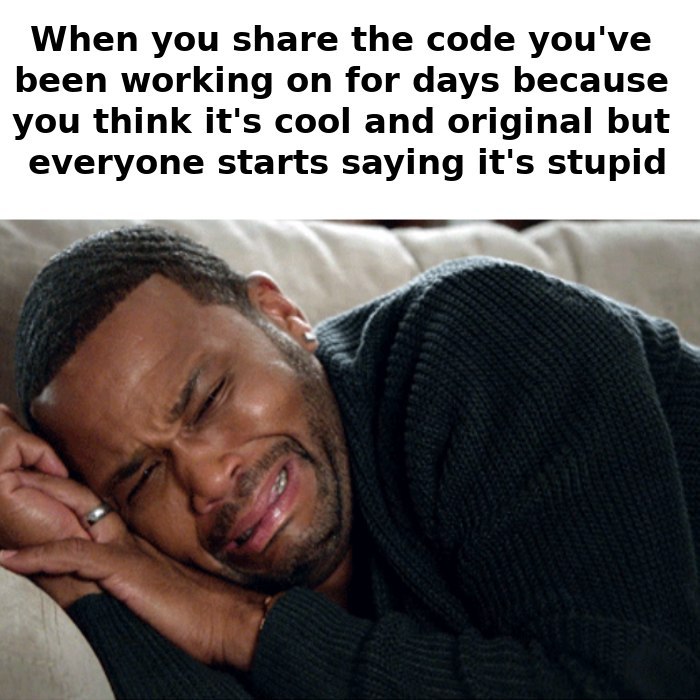 When you share the code you've
been working on for days because
you think it's cool and original but
everyone starts saying it's stupid